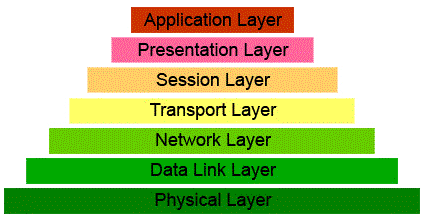 Application Layer
Presentation Layer
Session Layer
Transport Layer
Network Layer
Data Link Layer
Physical Layer